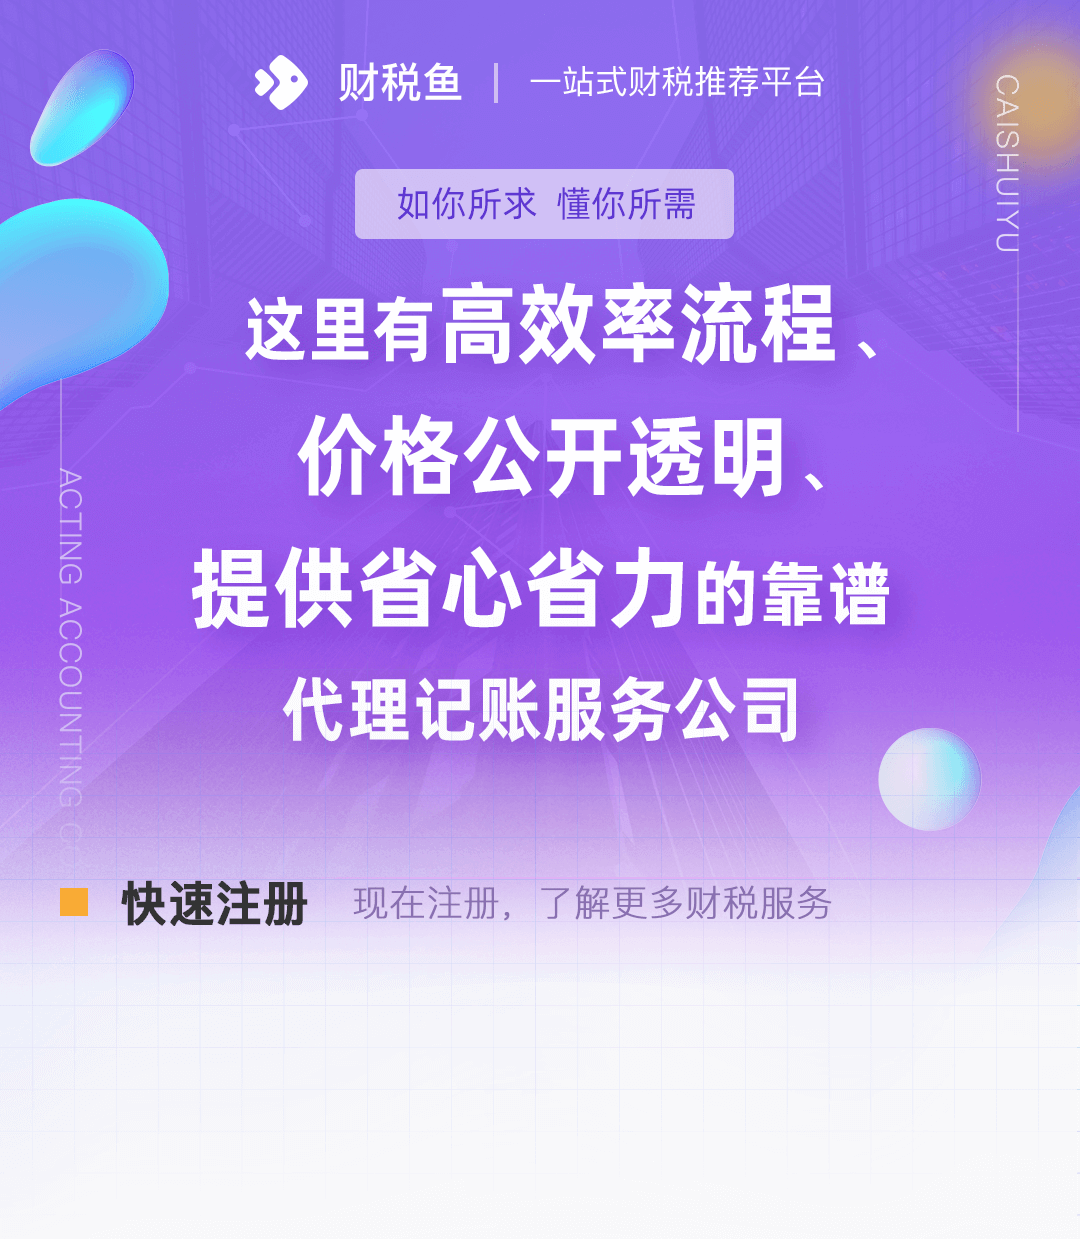 财税鱼 | 一站式财税推荐平台
CAISHUIYU
如你所求 懂你所需
这里有高效率流程、
价格公开透明、
提供省心省力的靠谱
代理记账服务公司
ACTING ACCOUNTING
快速注册 现在注册，了解更多财税服务